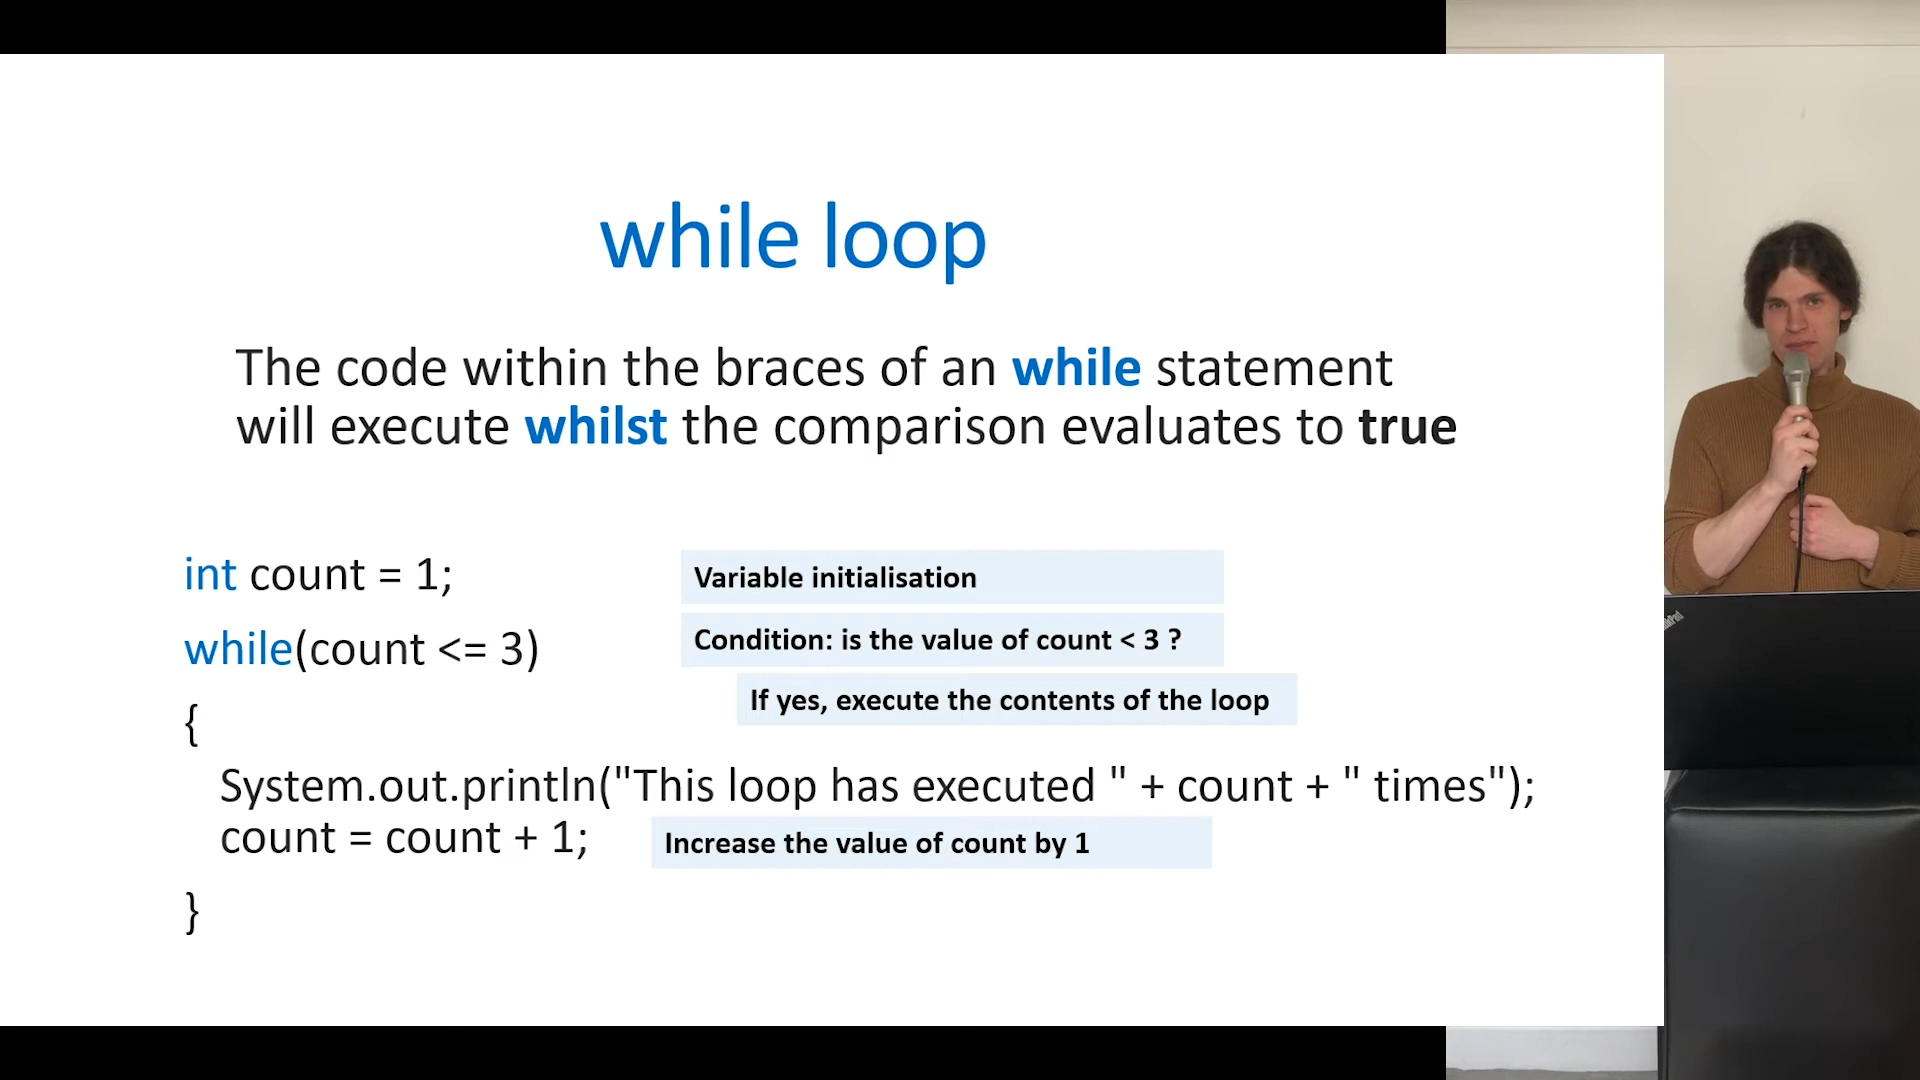 while loop
The code within the braces of an while statement
will execute whilst the comparison evaluates to true
int count = 1;
Variable initialisation
while(count <= 3)
Condition: is the value of count < 3 ?
{
If yes, execute the contents of the loop
System.out.println("This loop has executed " + count + " times");
count = count + 1;
Increase the value of count by 1
}